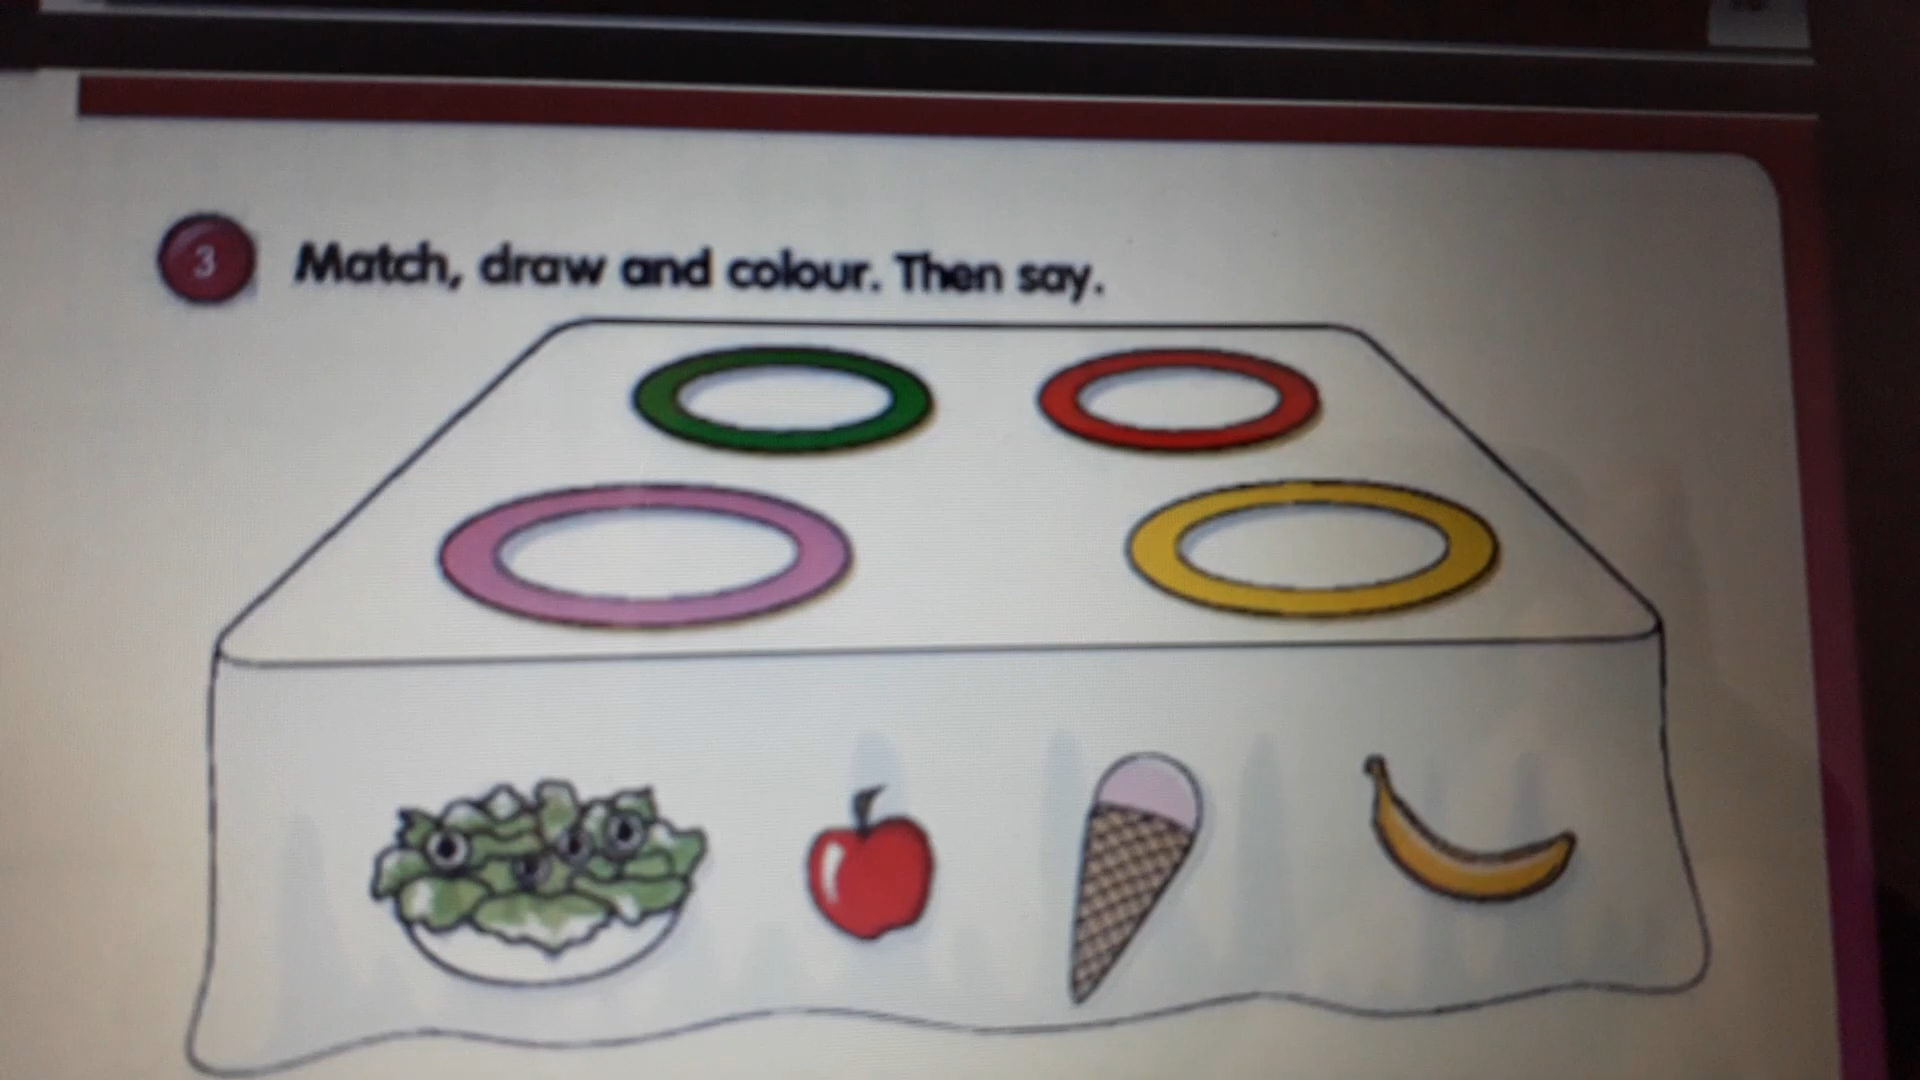 3 Match, draw and colour. Then say.